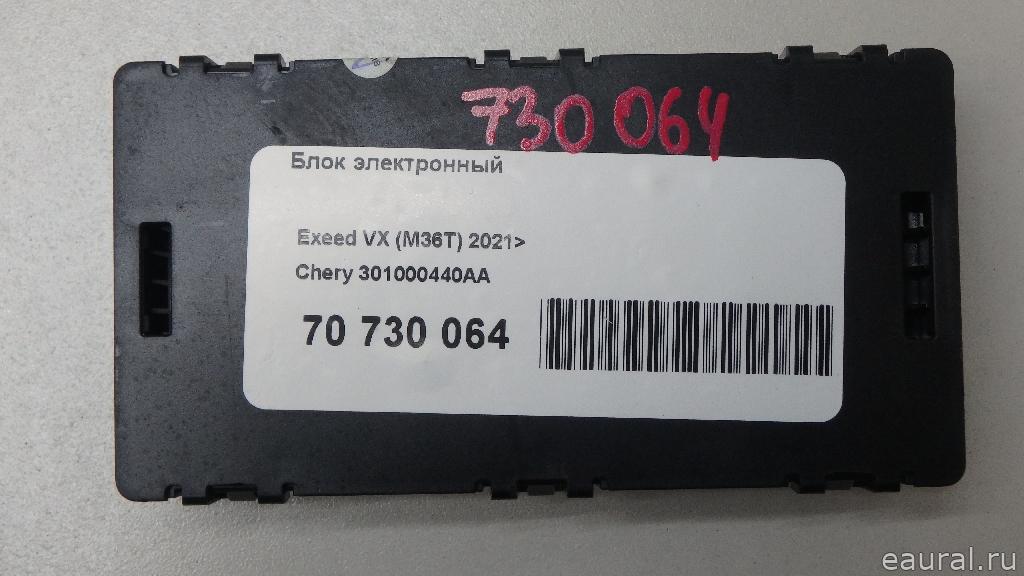 730 064
Блок электронный
Exeed VX (M36T) 2021>
Chery 301000440AA
70 730 064
eaural.ru